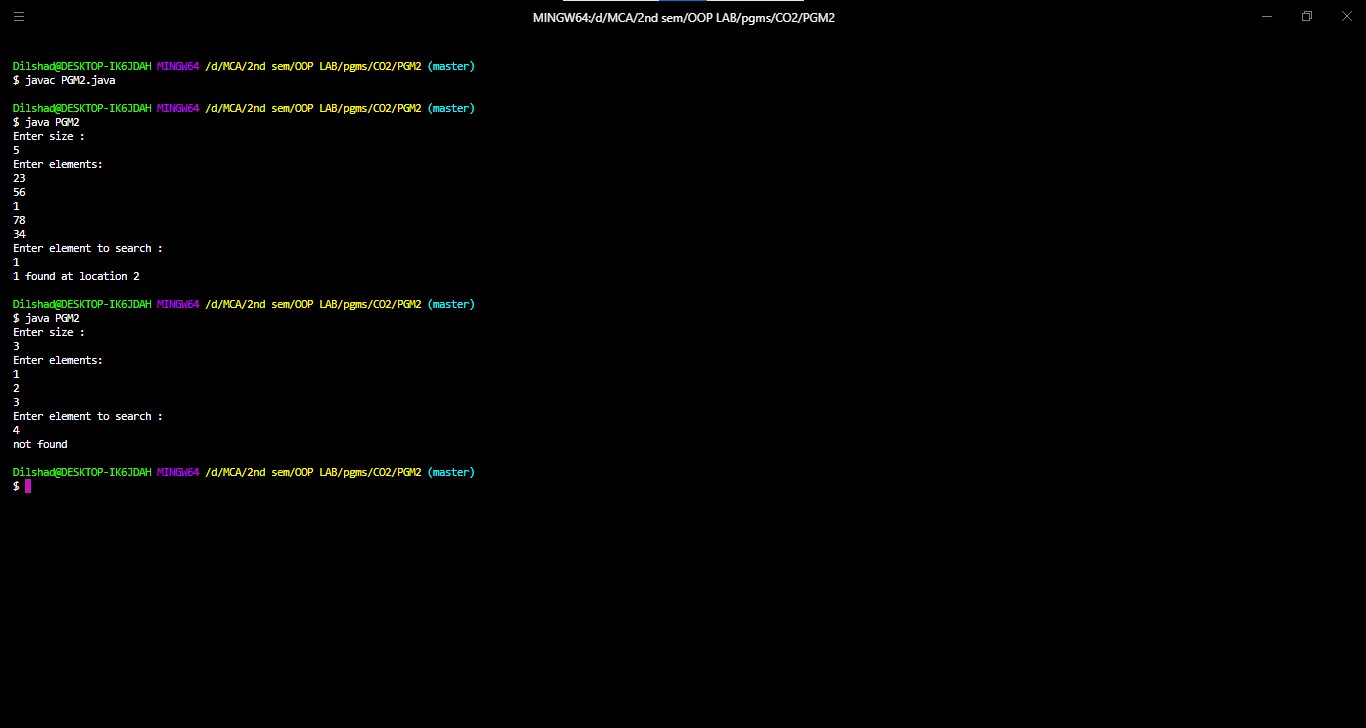 MINGW64:/d/MCA/2nd sem/OOP LAB/pgms/CO2/PGM2
Dilshad@DESKTOP-IK6JDAH MINGW64 /d/MCA/2nd sem/OOP LAB/pgms/CO2/PGM2 (master)
$ javac PGM2.java
Dilshad@DESKTOP-IK6JDAH MINGW64 /d/MCA/2nd sem/OOP LAB/pgms/CO2/PGM2 (master)
$ java PGM2
Enter size :
5
Enter elements:
23
56
1
78
34
Enter element to search :
1
1 found at location 2
Dilshad@DESKTOP-IK6JDAH MINGW64 /d/MCA/2nd sem/OOP LAB/pgms/CO2/PGM2 (master)
$ java PGM2
Enter size :
3
Enter elements:
1
2
3
Enter element to search :
4
not found
Dilshad@DESKTOP-IK6JDAH MINGW64 /d/MCA/2nd sem/OOP LAB/pgms/CO2/PGM2 (master)
$